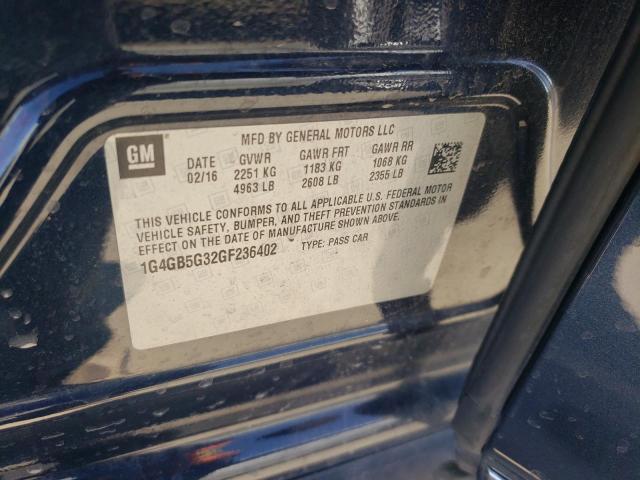 GM
MFD BY GENERAL MOTORS LLC
DATE GVWR GAWR FRT GAWR RR
02/16 2251 KG 1183 KG 1068 KG
4963 LB 2608 LB 2355 LB
THIS VEHICLE CONFORMS TO ALL APPLICABLE U.S. FEDERAL MOTOR
VEHICLE SAFETY, BUMPER, AND THEFT PREVENTION STANDARDS IN
EFFECT ON THE DATE OF MANUFACTURE SHOWN ABOVE.
1G4GB5G32GF236402 TYPE: PASS CAR